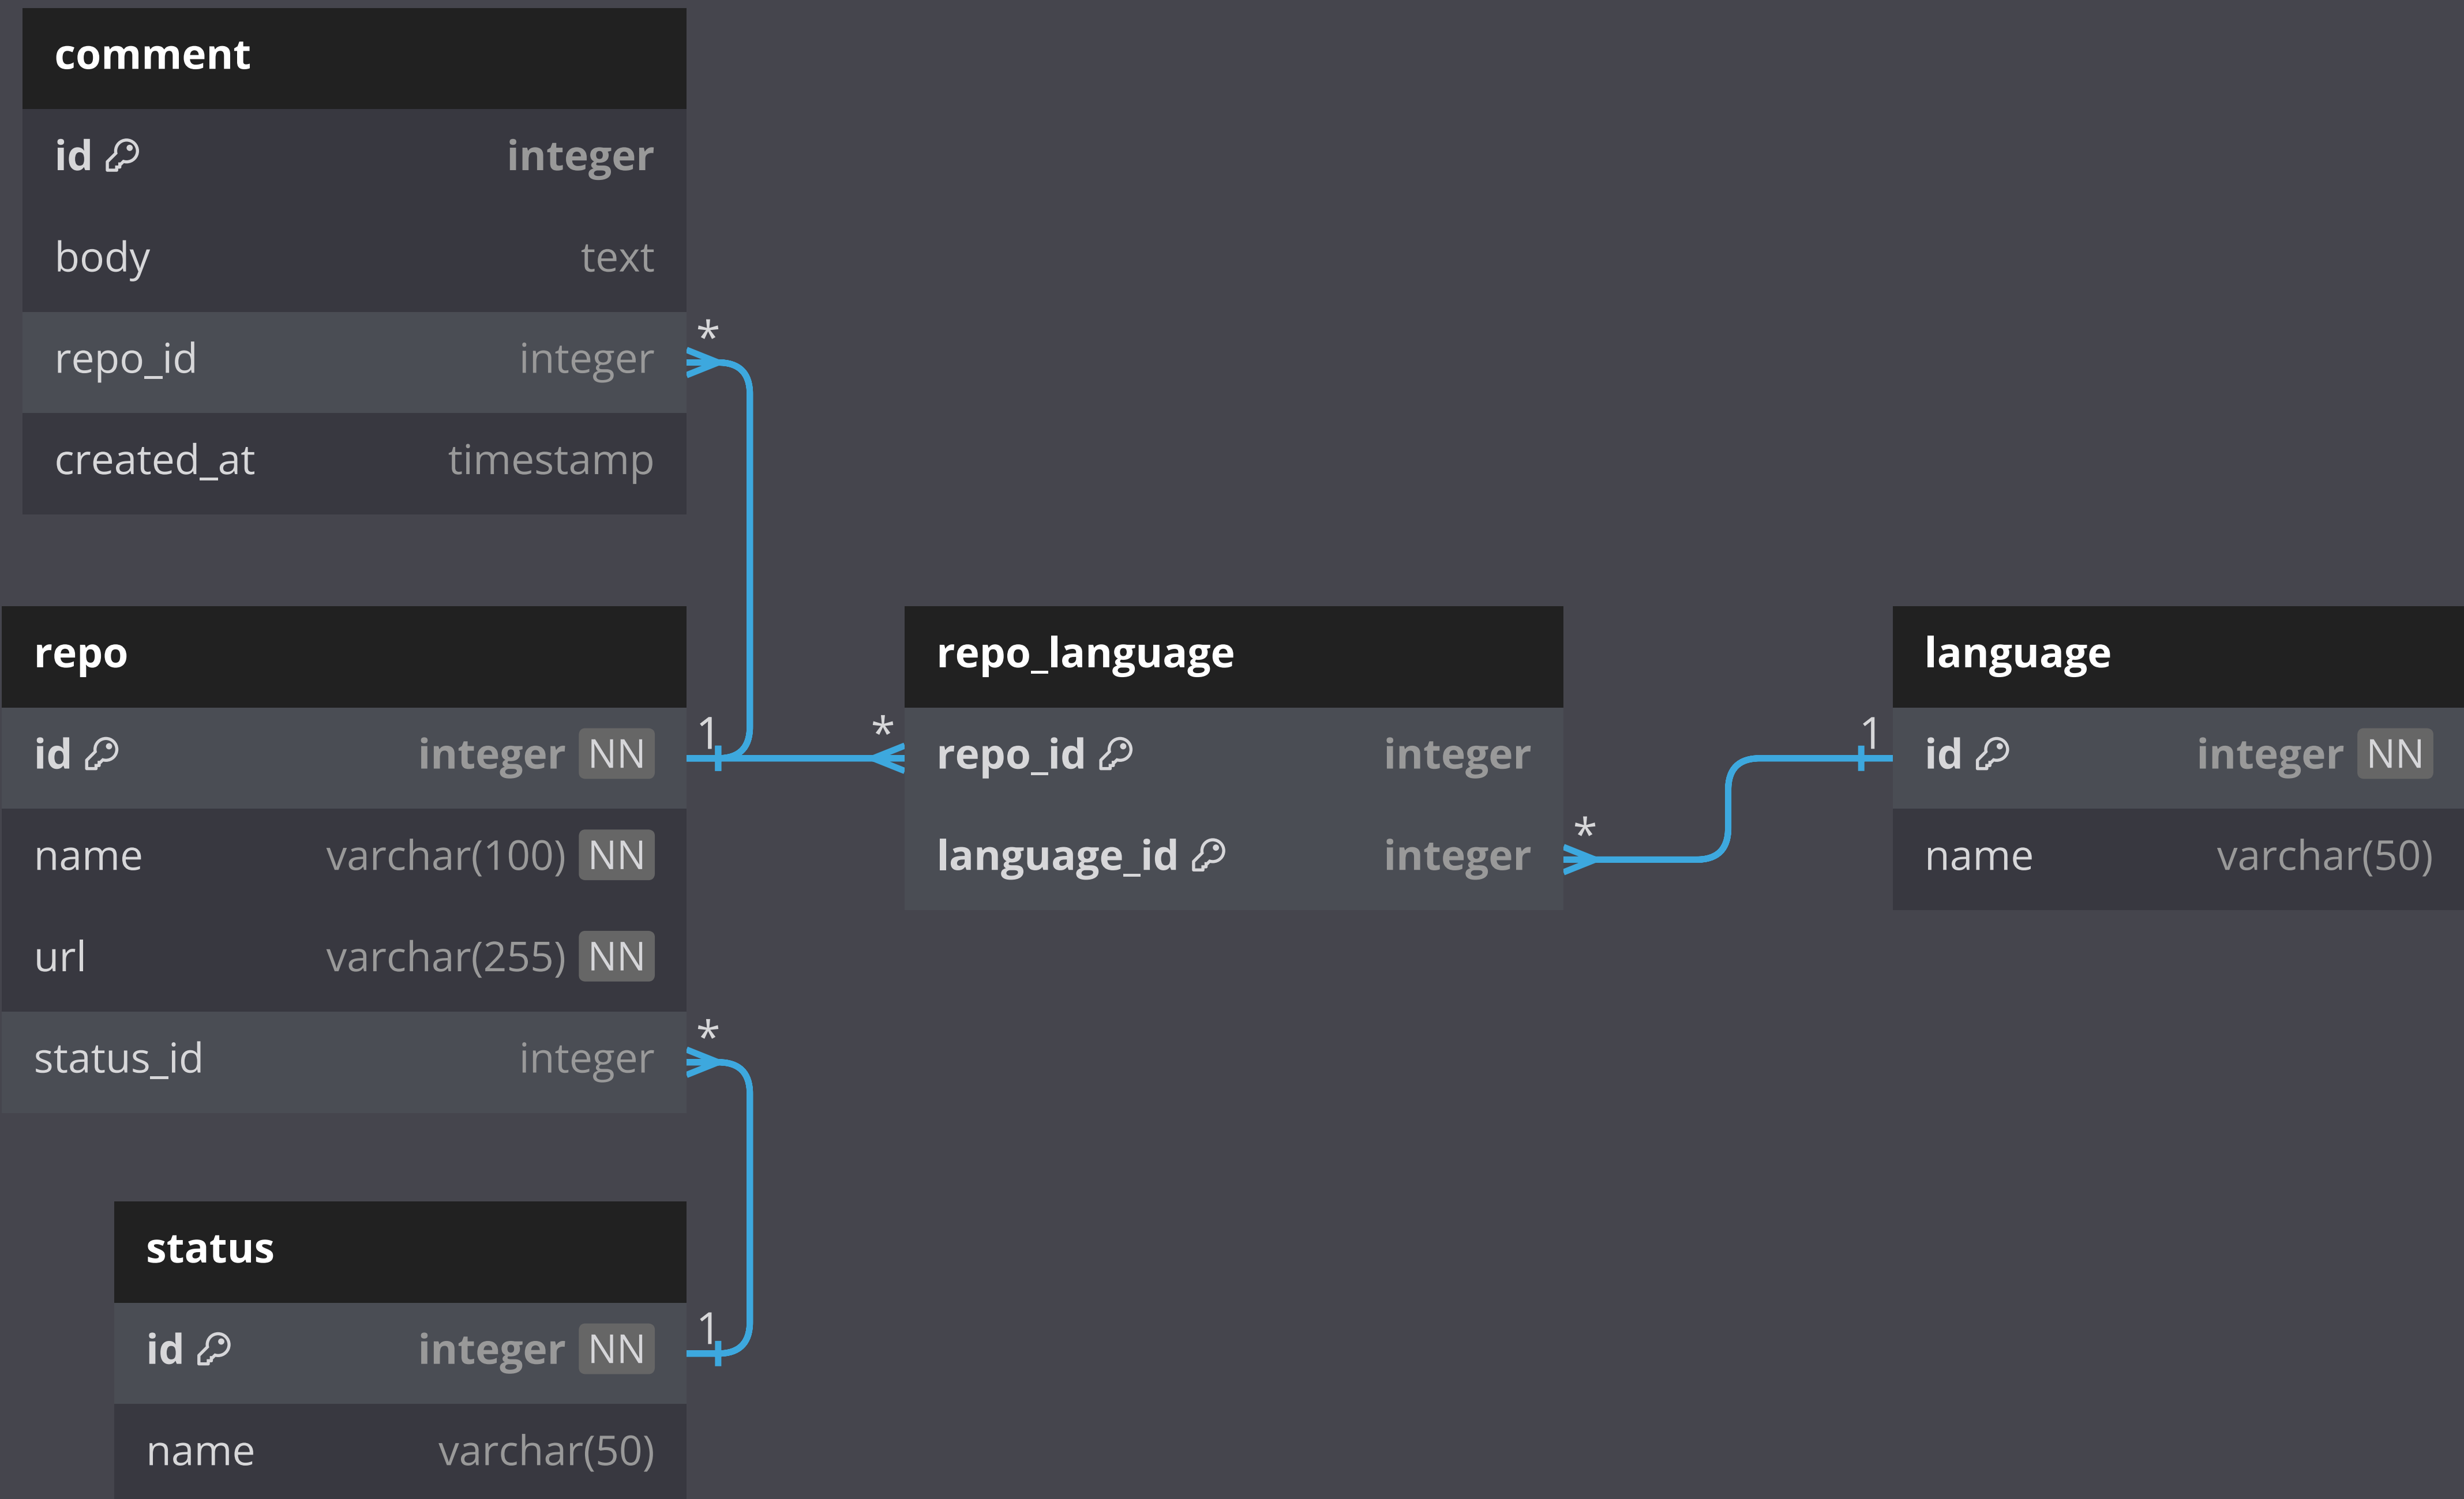 comment
id integer
body text
repo_id integer
created_at timestamp
*
repo
id integer NN
name varchar(100) NN
url varchar(255) NN
status_id integer
1
*
repo_language
repo_id integer
language_id integer
*
1
language
id integer NN
name varchar(50)
*
1
status
id integer NN
name varchar(50)